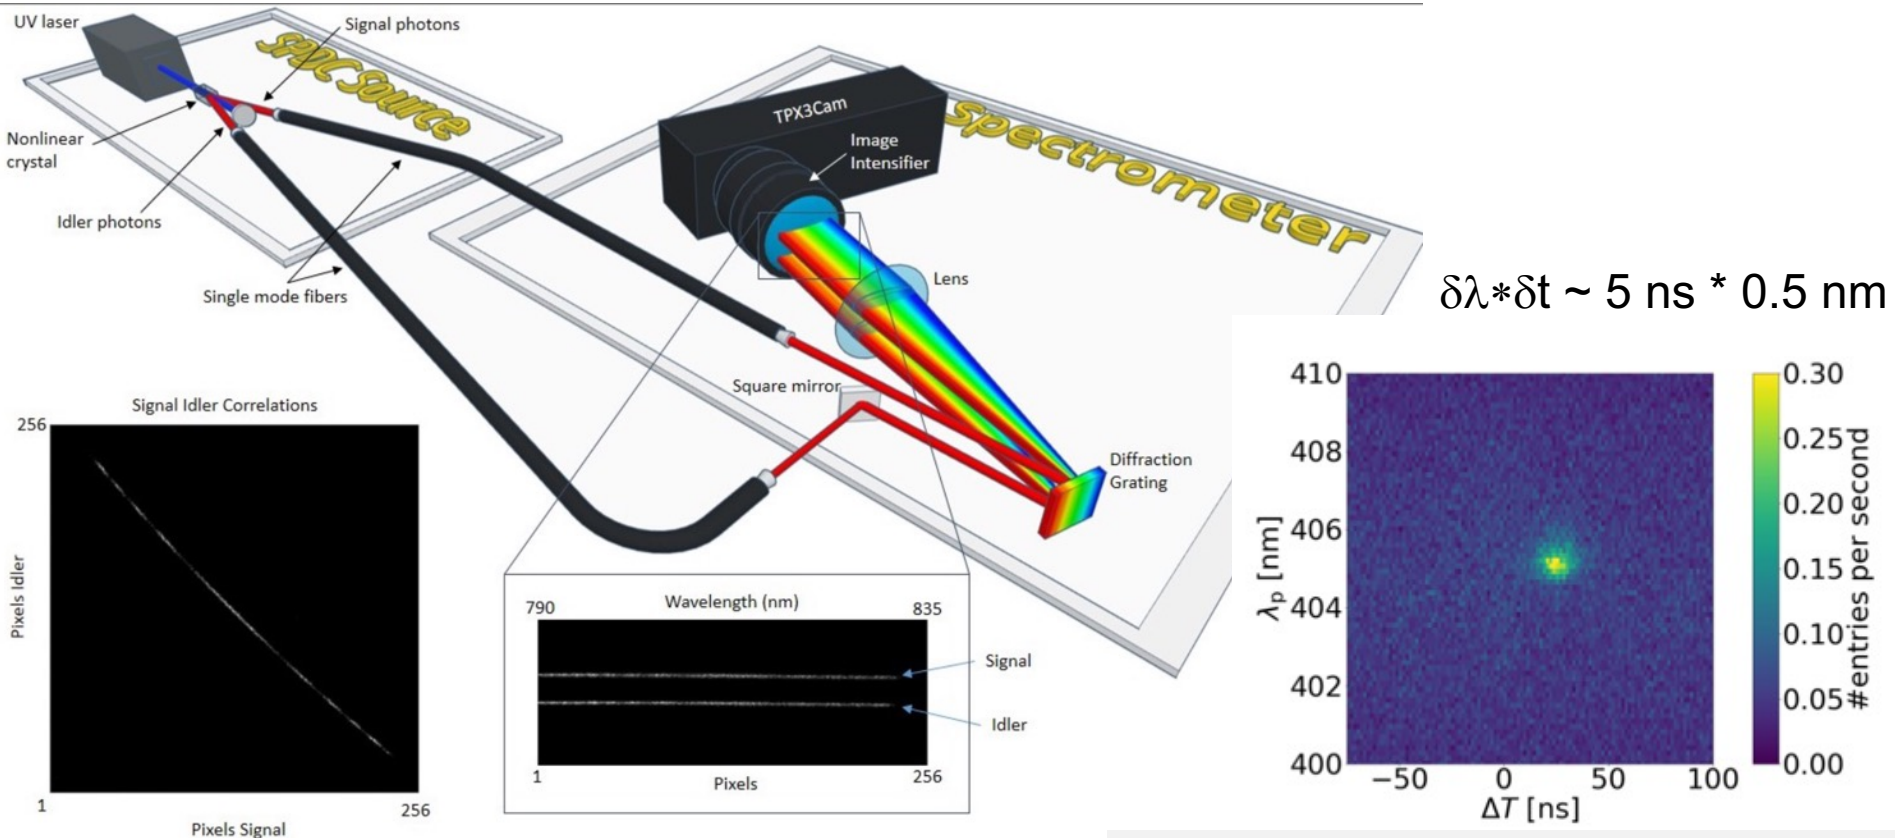 UV laser
Signal photons
SPDC Source
Nonlinear
crystal
Idler photons
Single mode fibers
TPX3Cam
Image
Intensifier
Spectrometer
Lens
Square mirror
Diffraction
Grating
δλ*δt ~ 5 ns * 0.5 nm
Signal Idler Correlations
256
Pixels Idler
1
256
Pixels Signal
Wavelength (nm)
790
835
Signal
Idler
1
256
Pixels
410
408
406
404
402
400
λp [nm]
−50
0
50
100
ΔT [ns]
0.30
0.25
0.20
0.15
0.10
0.05
0.00
#entries per second